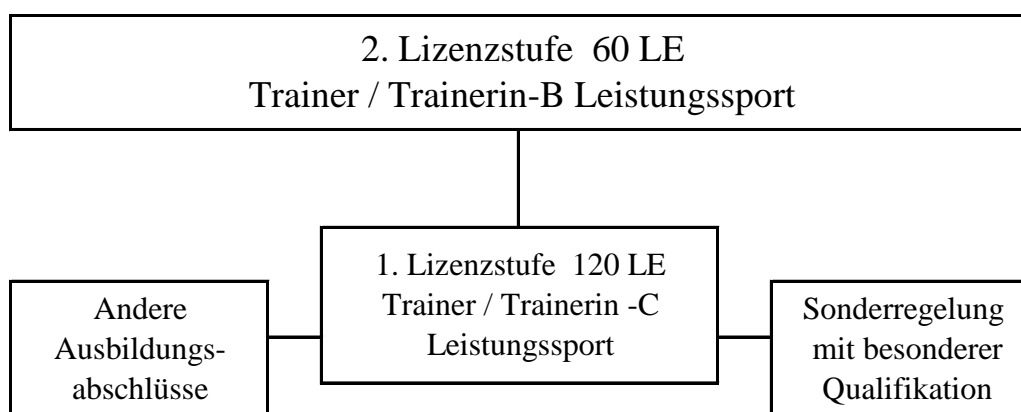 2. Lizenzstufe 60 LE
Trainer / Trainerin-B Leistungssport
1. Lizenzstufe 120 LE
Trainer / Trainerin -C
Leistungssport
Andere
Ausbildungs-
abschlüsse
Sonderregelung
mit besonderer
Qualifikation